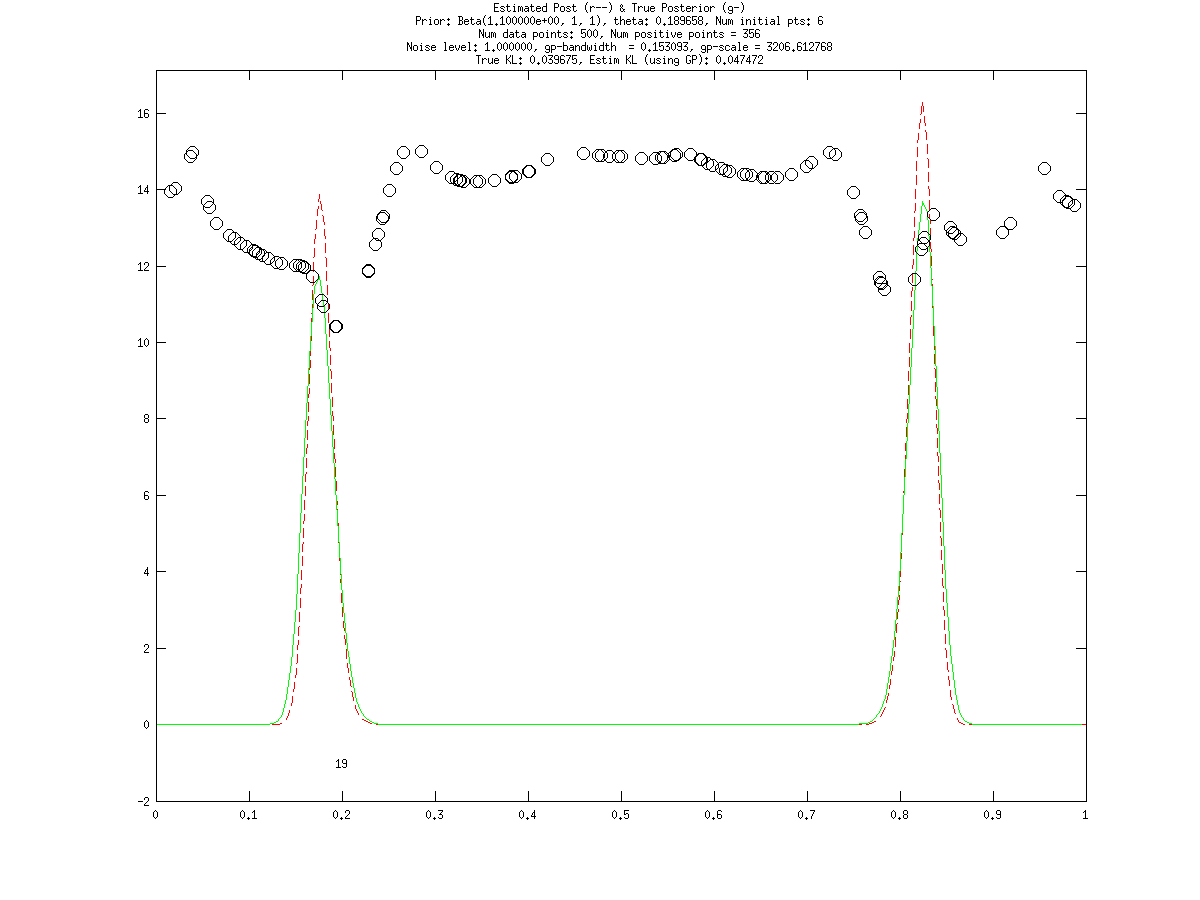 Estimated Post (r--) & True Posterior (g-)
Prior: Beta(1.100000e+00, 1, 1), theta: 0.189658, Num initial pts: 6
Num data points: 500, Num positive points = 356
Noise level: 1.000000, gp-bandwidth  = 0.153093, gp-scale = 3206.612768
True KL: 0.039675, Estim KL (using GP): 0.047472
16
14
12
10
8
6
4
2
0
19
-2
0 0.1 0.2 0.3 0.4 0.5 0.6 0.7 0.8 0.9 1